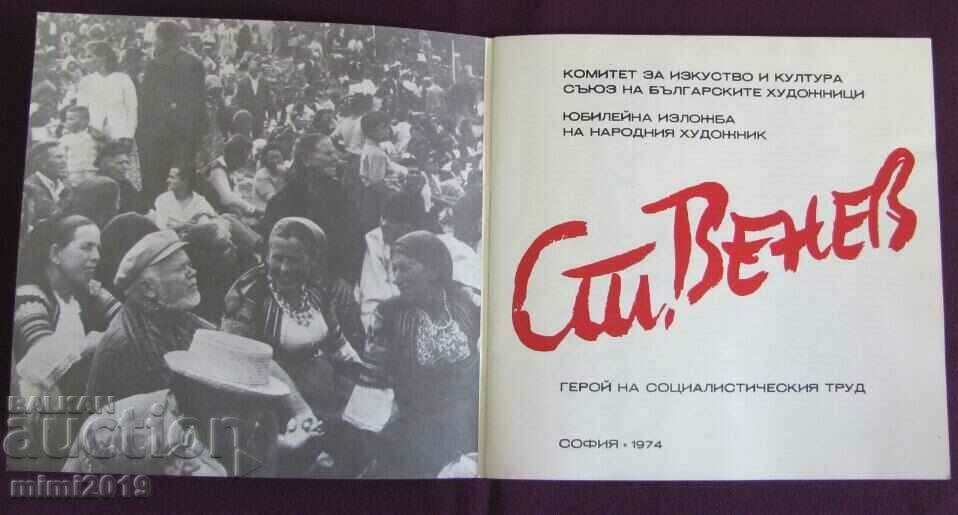 КОМИТЕТ ЗА ИЗКУСТВО И КУЛТУРА
СЪЮЗ НА БЪЛГАРСКИТЕ ХУДОЖНИЦИ
ЮБИЛЕЙНА ИЗЛОЖБА
НА НАРОДНИЯ ХУДОЖНИК
Ст. ВЕНЕВ
ГЕРОЙ НА СОЦИАЛИСТИЧЕСКИЯ ТРУД
СОФИЯ • 1974
BALKAN
auction
mimi2019